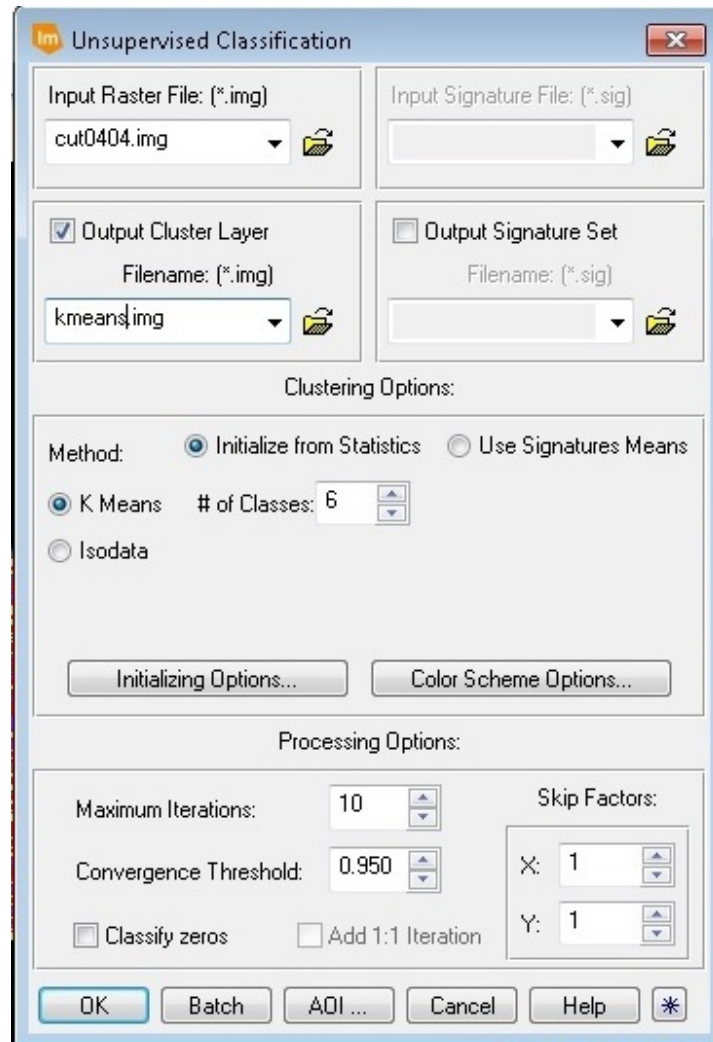 Im Unsupervised Classification
Input Raster File: (*.img)
cut0404.img
Input Signature File: (*.sig)
Output Cluster Layer
Filename: (*.img)
kmeans.img
Output Signature Set
Filename: (*.sig)
Clustering Options:
Method:
Initialize from Statistics
Use Signatures Means
K Means
# of Classes: 6
Isodata
Initializing Options...
Color Scheme Options...
Processing Options:
Maximum Iterations: 10
Convergence Threshold: 0.950
Classify zeros
Add 1:1 Iteration
Skip Factors:
X: 1
Y: 1
OK
Batch
AOI ...
Cancel
Help